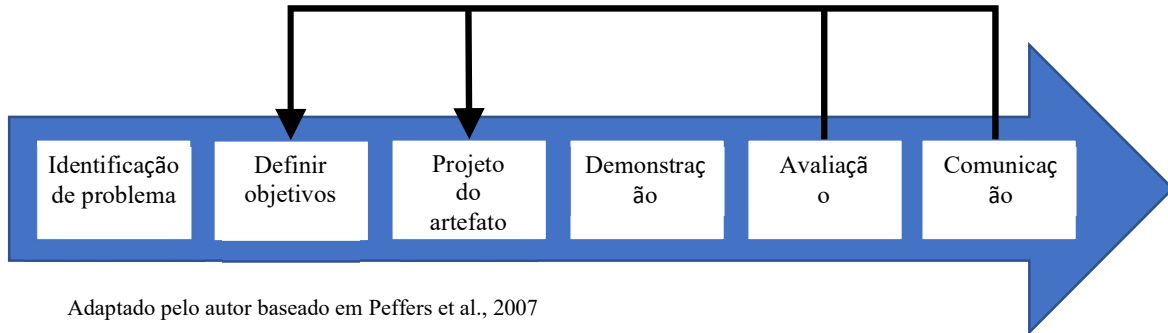 Identificação
de problema
Definir
objetivos
Projeto
do
artefato
Demonstraç
ão
Avaliaçã
o
Comunicaç
ão
Adaptado pelo autor baseado em Peffers et al., 2007